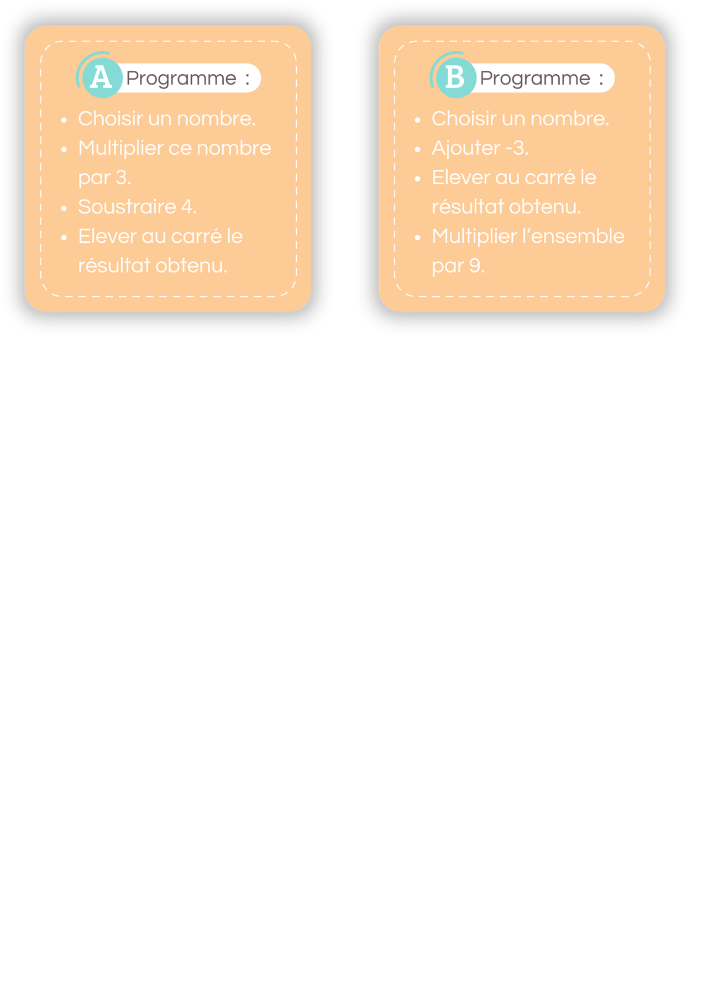 A Programme :
• Choisir un nombre.
• Multiplier ce nombre
par 3.
• Soustraire 4.
• Elever au carré le
résultat obtenu.
B Programme :
• Choisir un nombre.
• Ajouter -3.
• Elever au carré le
résultat obtenu.
• Multiplier l’ensemble
par 9.